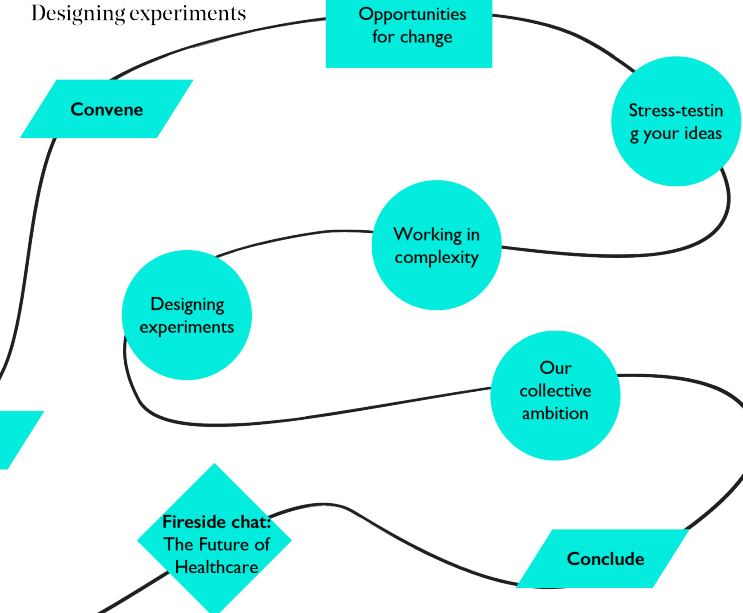 Designing experiments
Opportunities
for change
Convene
Stress-testin
g your ideas
Working in
complexity
Designing
experiments
Our
collective
ambition
Fireside chat:
The Future of
Healthcare
Conclude